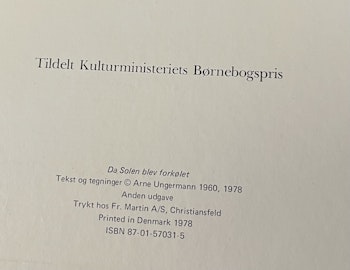 Tildelt Kulturministeriets Børnebogspris
Da Solen blev forkølet
Tekst og tegninger © Arne Ungermann 1960, 1978
Anden udgave
Trykt hos Fr. Martin A/S, Christiansfeld
Printed in Denmark 1978
ISBN 87-01-57031-5